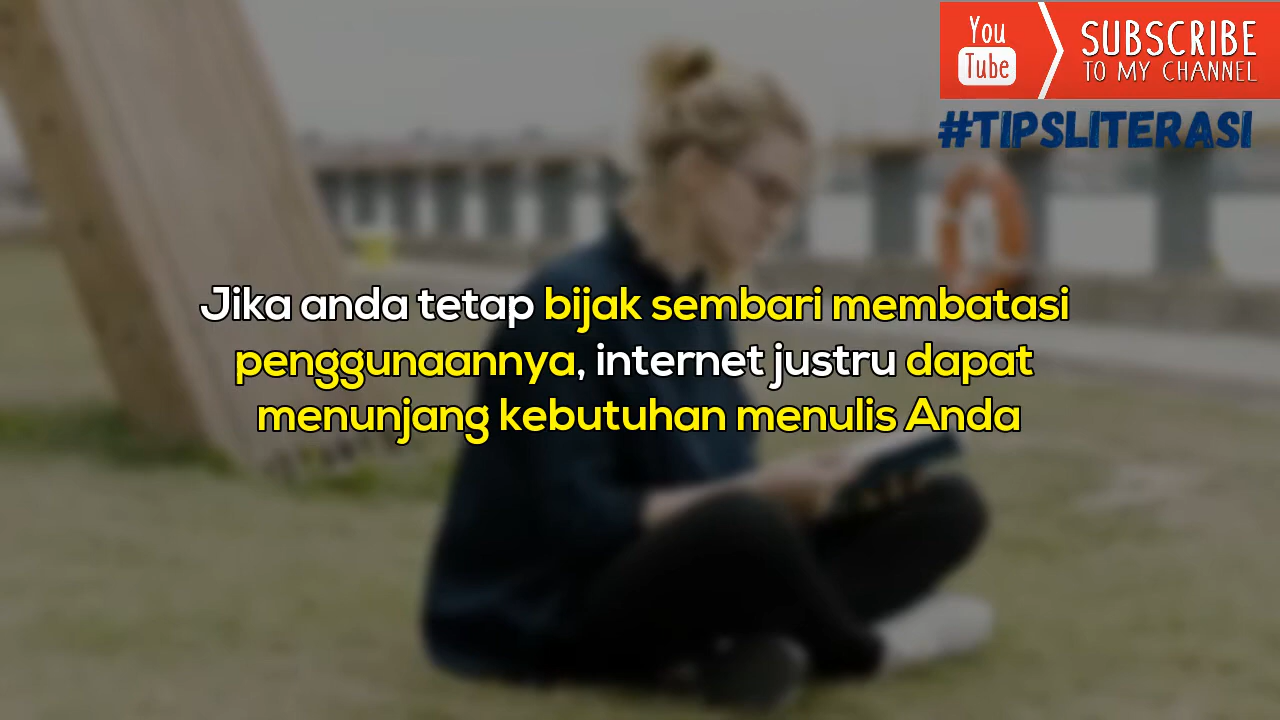 You
Tube
SUBSCRIBE
TO MY CHANNEL
#TIPSLITERASI
Jika anda tetap bijak sembari membatasi
penggunaannya, internet justru dapat
menunjang kebutuhan menulis Anda